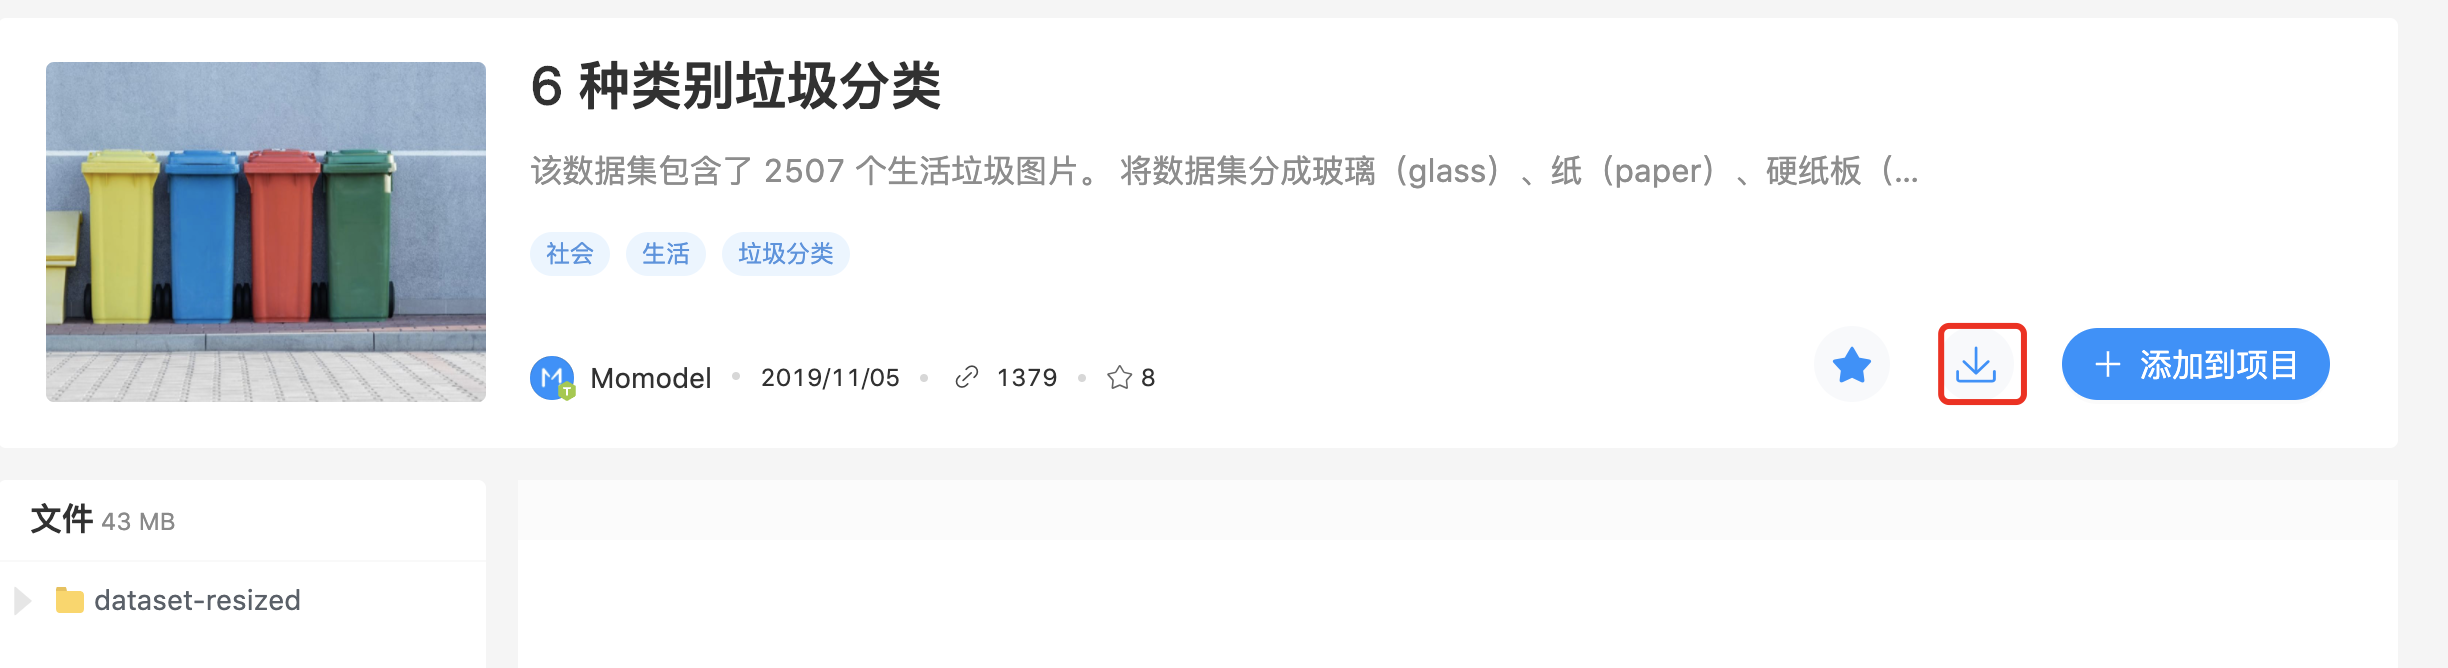 6 种类别垃圾分类
该数据集包含了 2507 个生活垃圾图片。 将数据集分成玻璃（glass）、纸（paper）、硬纸板（...
社会 生活 垃圾分类
M T Momodel 2019/11/05 1379 8 添加到项目
文件 43 MB
dataset-resized